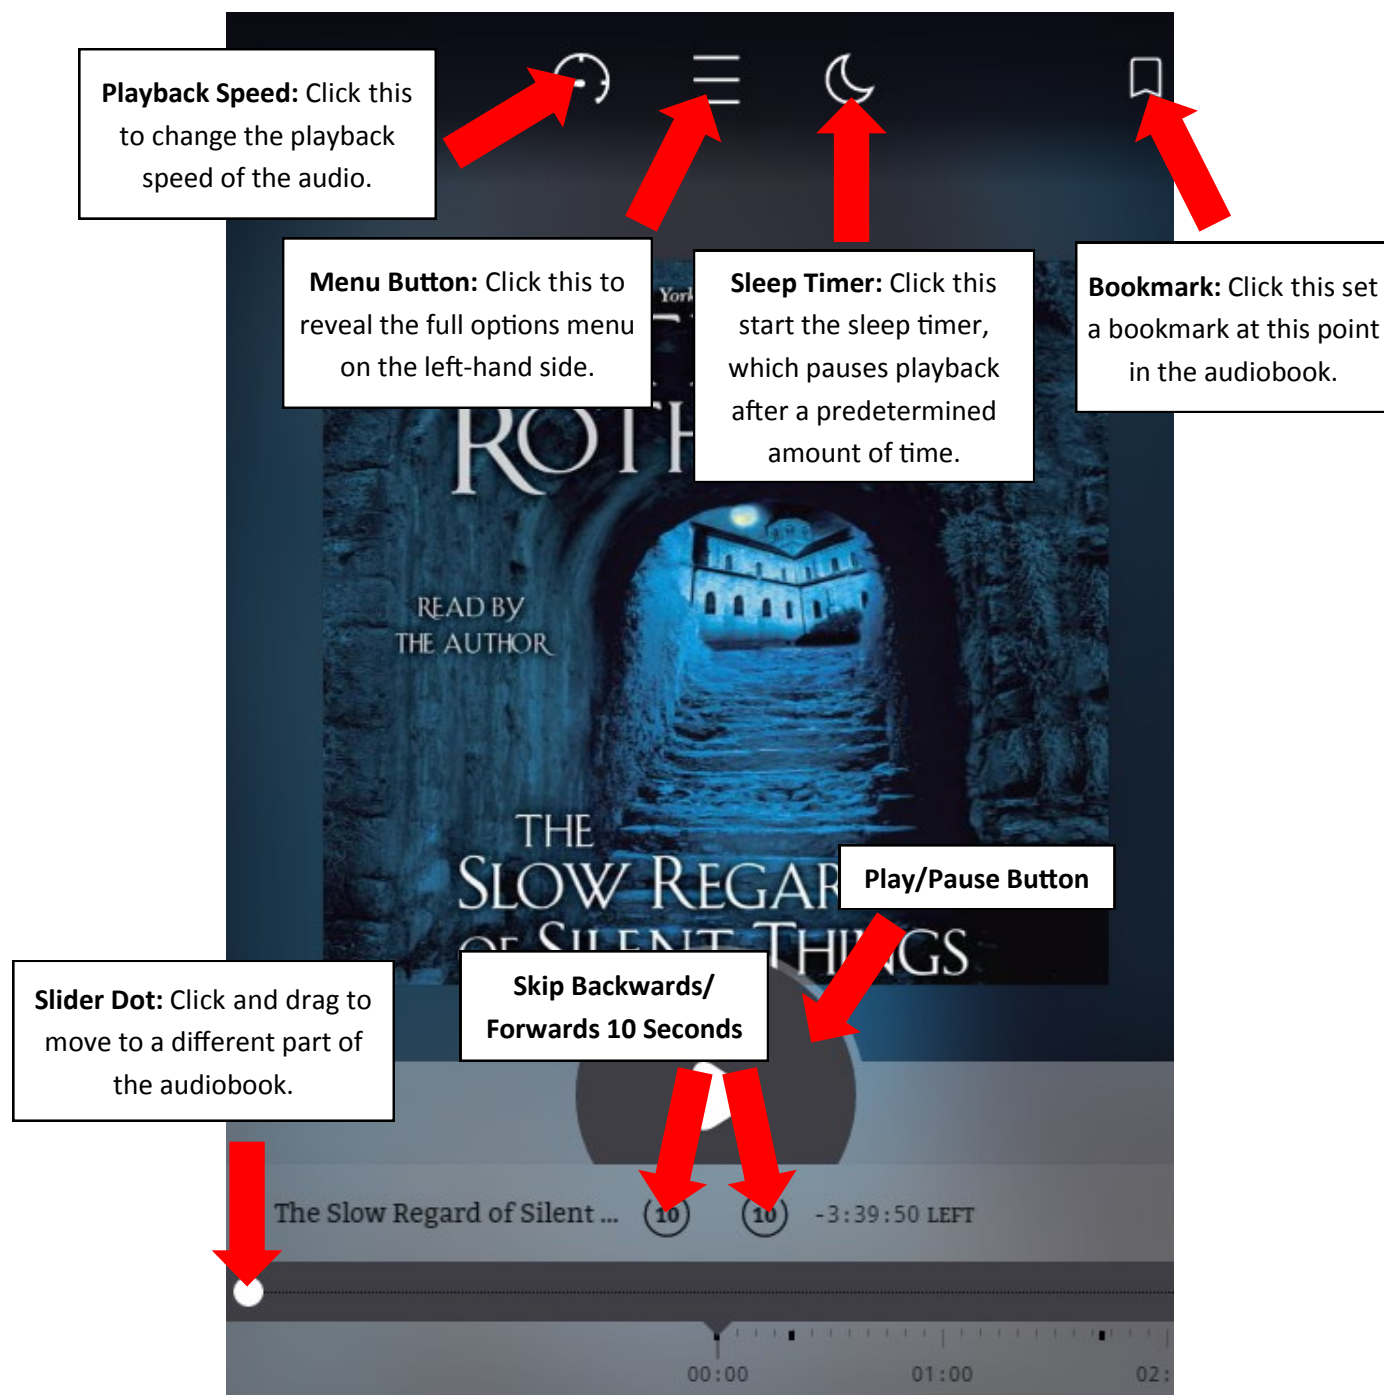 Playback Speed: Click this
to change the playback
speed of the audio.
Menu Button: Click this to
reveal the full options menu
on the left-hand side.
Sleep Timer: Click this
start the sleep timer,
which pauses playback
after a predetermined
amount of time.
Bookmark: Click this set
a bookmark at this point
in the audiobook.
York
ROTH
READ BY
THE AUTHOR
THE
SLOW REGAR
OF SILENT THINGS
Play/Pause Button
Skip Backwards/
Forwards 10 Seconds
Slider Dot: Click and drag to
move to a different part of
the audiobook.
The Slow Regard of Silent ... 10 10 -3:39:50 LEFT
00:00 01:00 02: